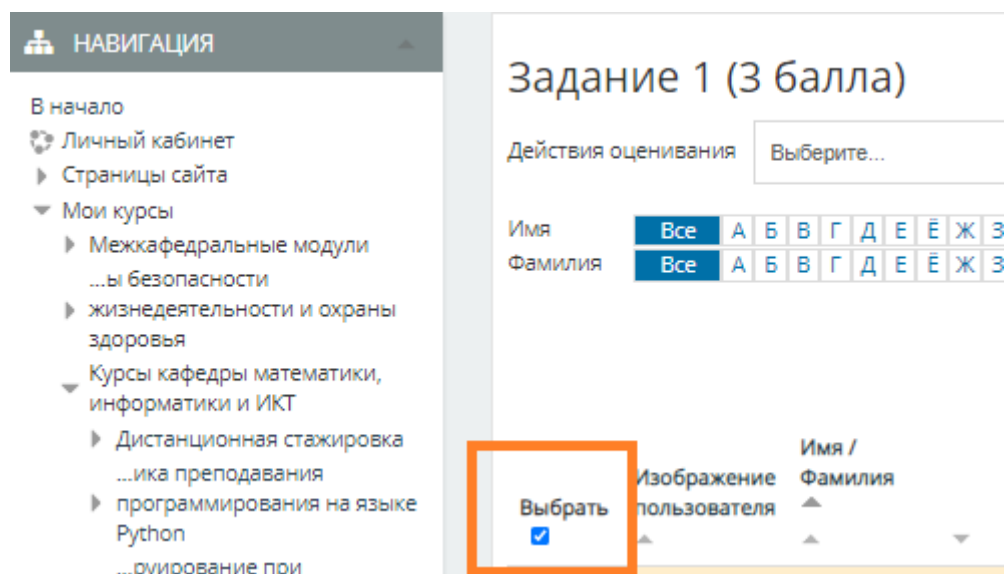 НАВИГАЦИЯ
В начало
Личный кабинет
Страницы сайта
Мои курсы
Межкафедральные модули
...ы безопасности
жизнедеятельности и охраны
здоровья
Курсы кафедры математики,
информатики и ИКТ
Дистанционная стажировка
...ика преподавания
программирования на языке
Python
...руирование при
Задание 1 (3 балла)
Действия оценивания Выберите...
Имя Все А Б В Г Д Е Ё Ж З
Фамилия Все А Б В Г Д Е Ё Ж З
Выбрать
Изображение
пользователя
Имя /
Фамилия